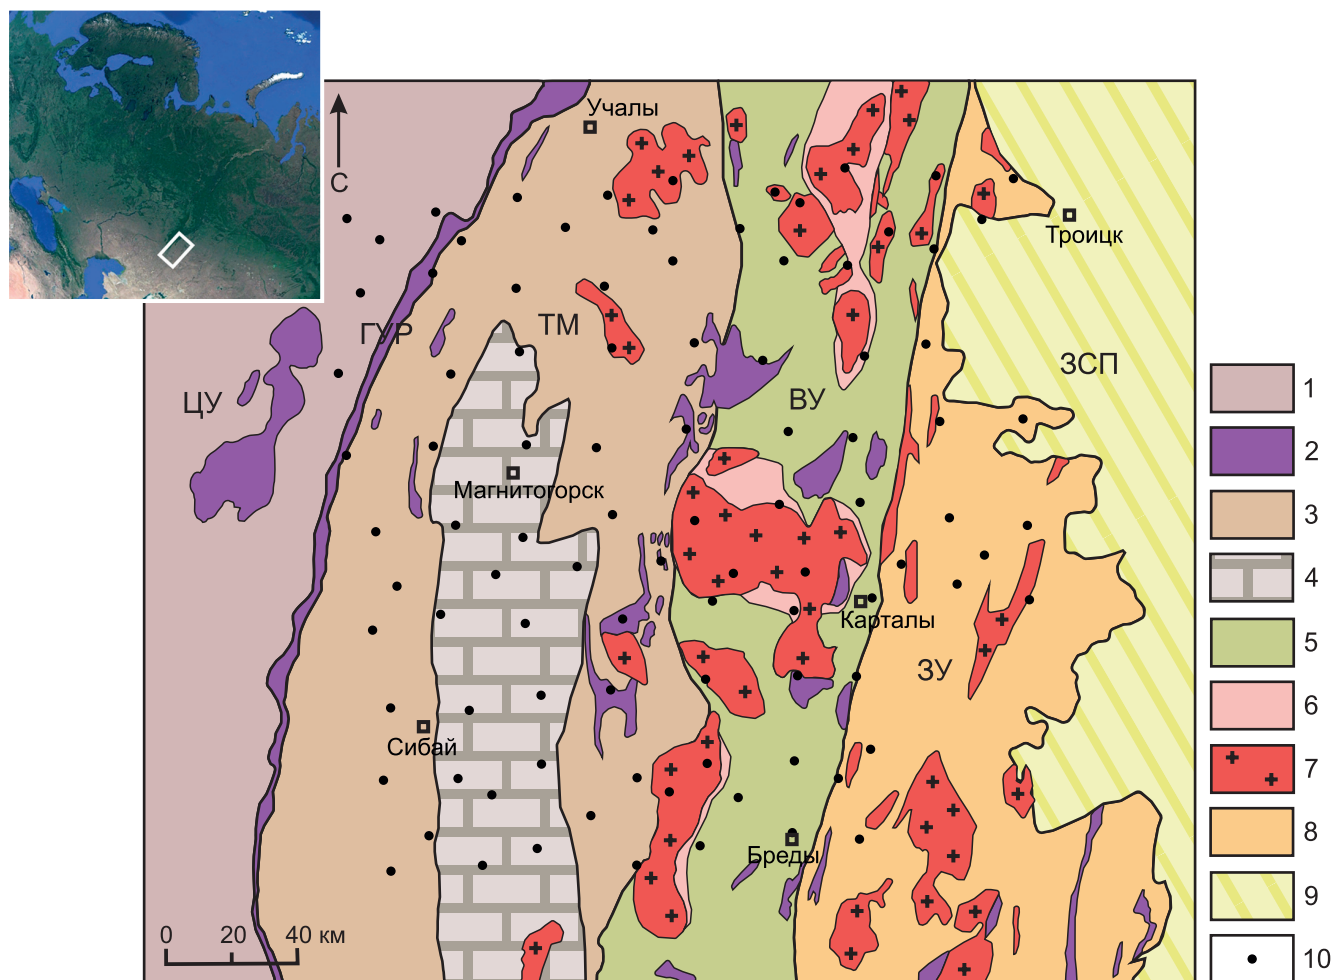 Учалы
С
Троицк
ГУР
ТМ
ЗСП
ЦУ
ВУ
1
2
Магнитогорск
3
4
Карталы
5
ЗУ
6
Сибай
7
8
Бреды
9
0 20 40 км
10